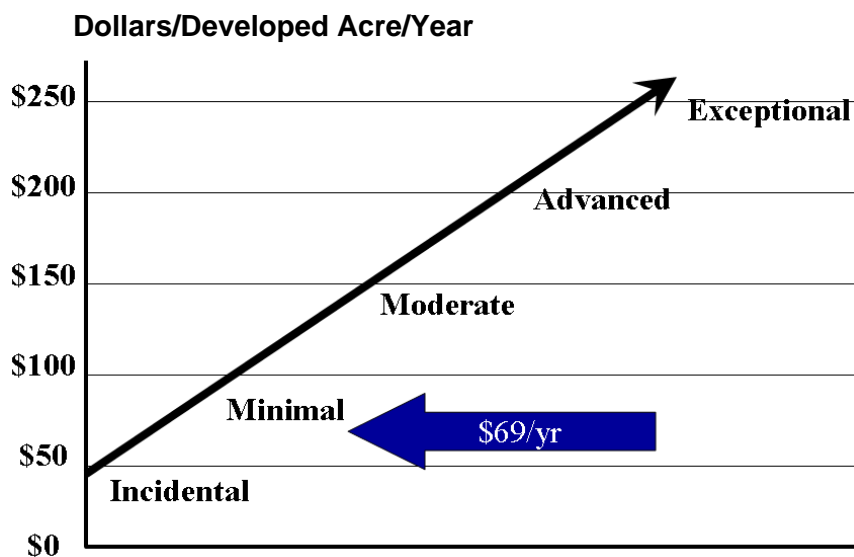 Dollars/Developed Acre/Year
$250
Exceptional
$200
Advanced
$150
Moderate
$100
Minimal
$69/yr
$50
Incidental
$0